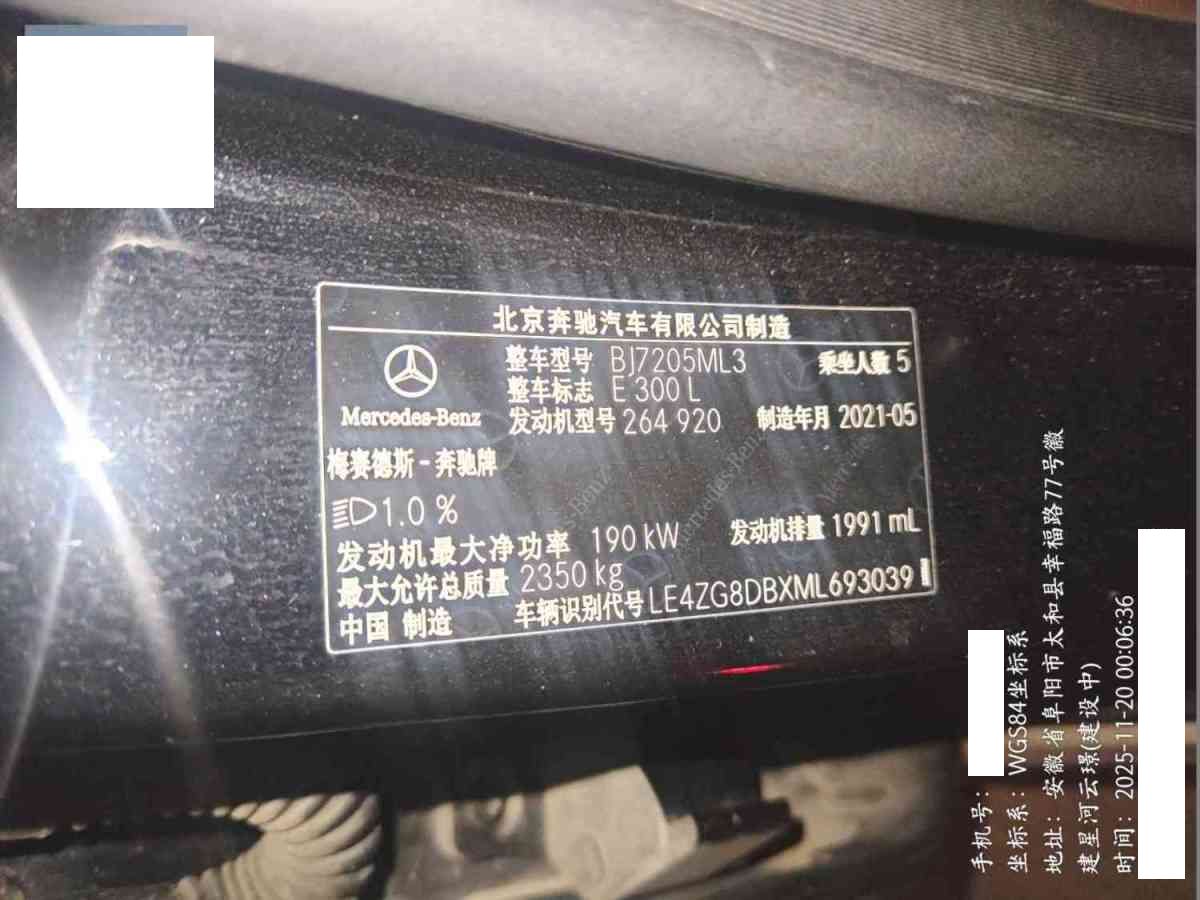 北京奔驰汽车有限公司制造
整车型号 BJ7205ML3 乘坐人数 5
整车标志 E 300 L
Mercedes-Benz 发动机型号 264 920 制造年月 2021-05
梅赛德斯-奔驰牌
1.0 %
发动机最大净功率 190 kW 发动机排量 1991 mL
最大允许总质量 2350 kg
中国 制造 车辆识别代号 LE4ZG8DBXML693039
手机号:
坐标系: WGS84坐标系
地址: 安徽省阜阳市太和县幸福路77号徽
建星河云璟(建设中)
时间: 2025-11-20 00:06:36